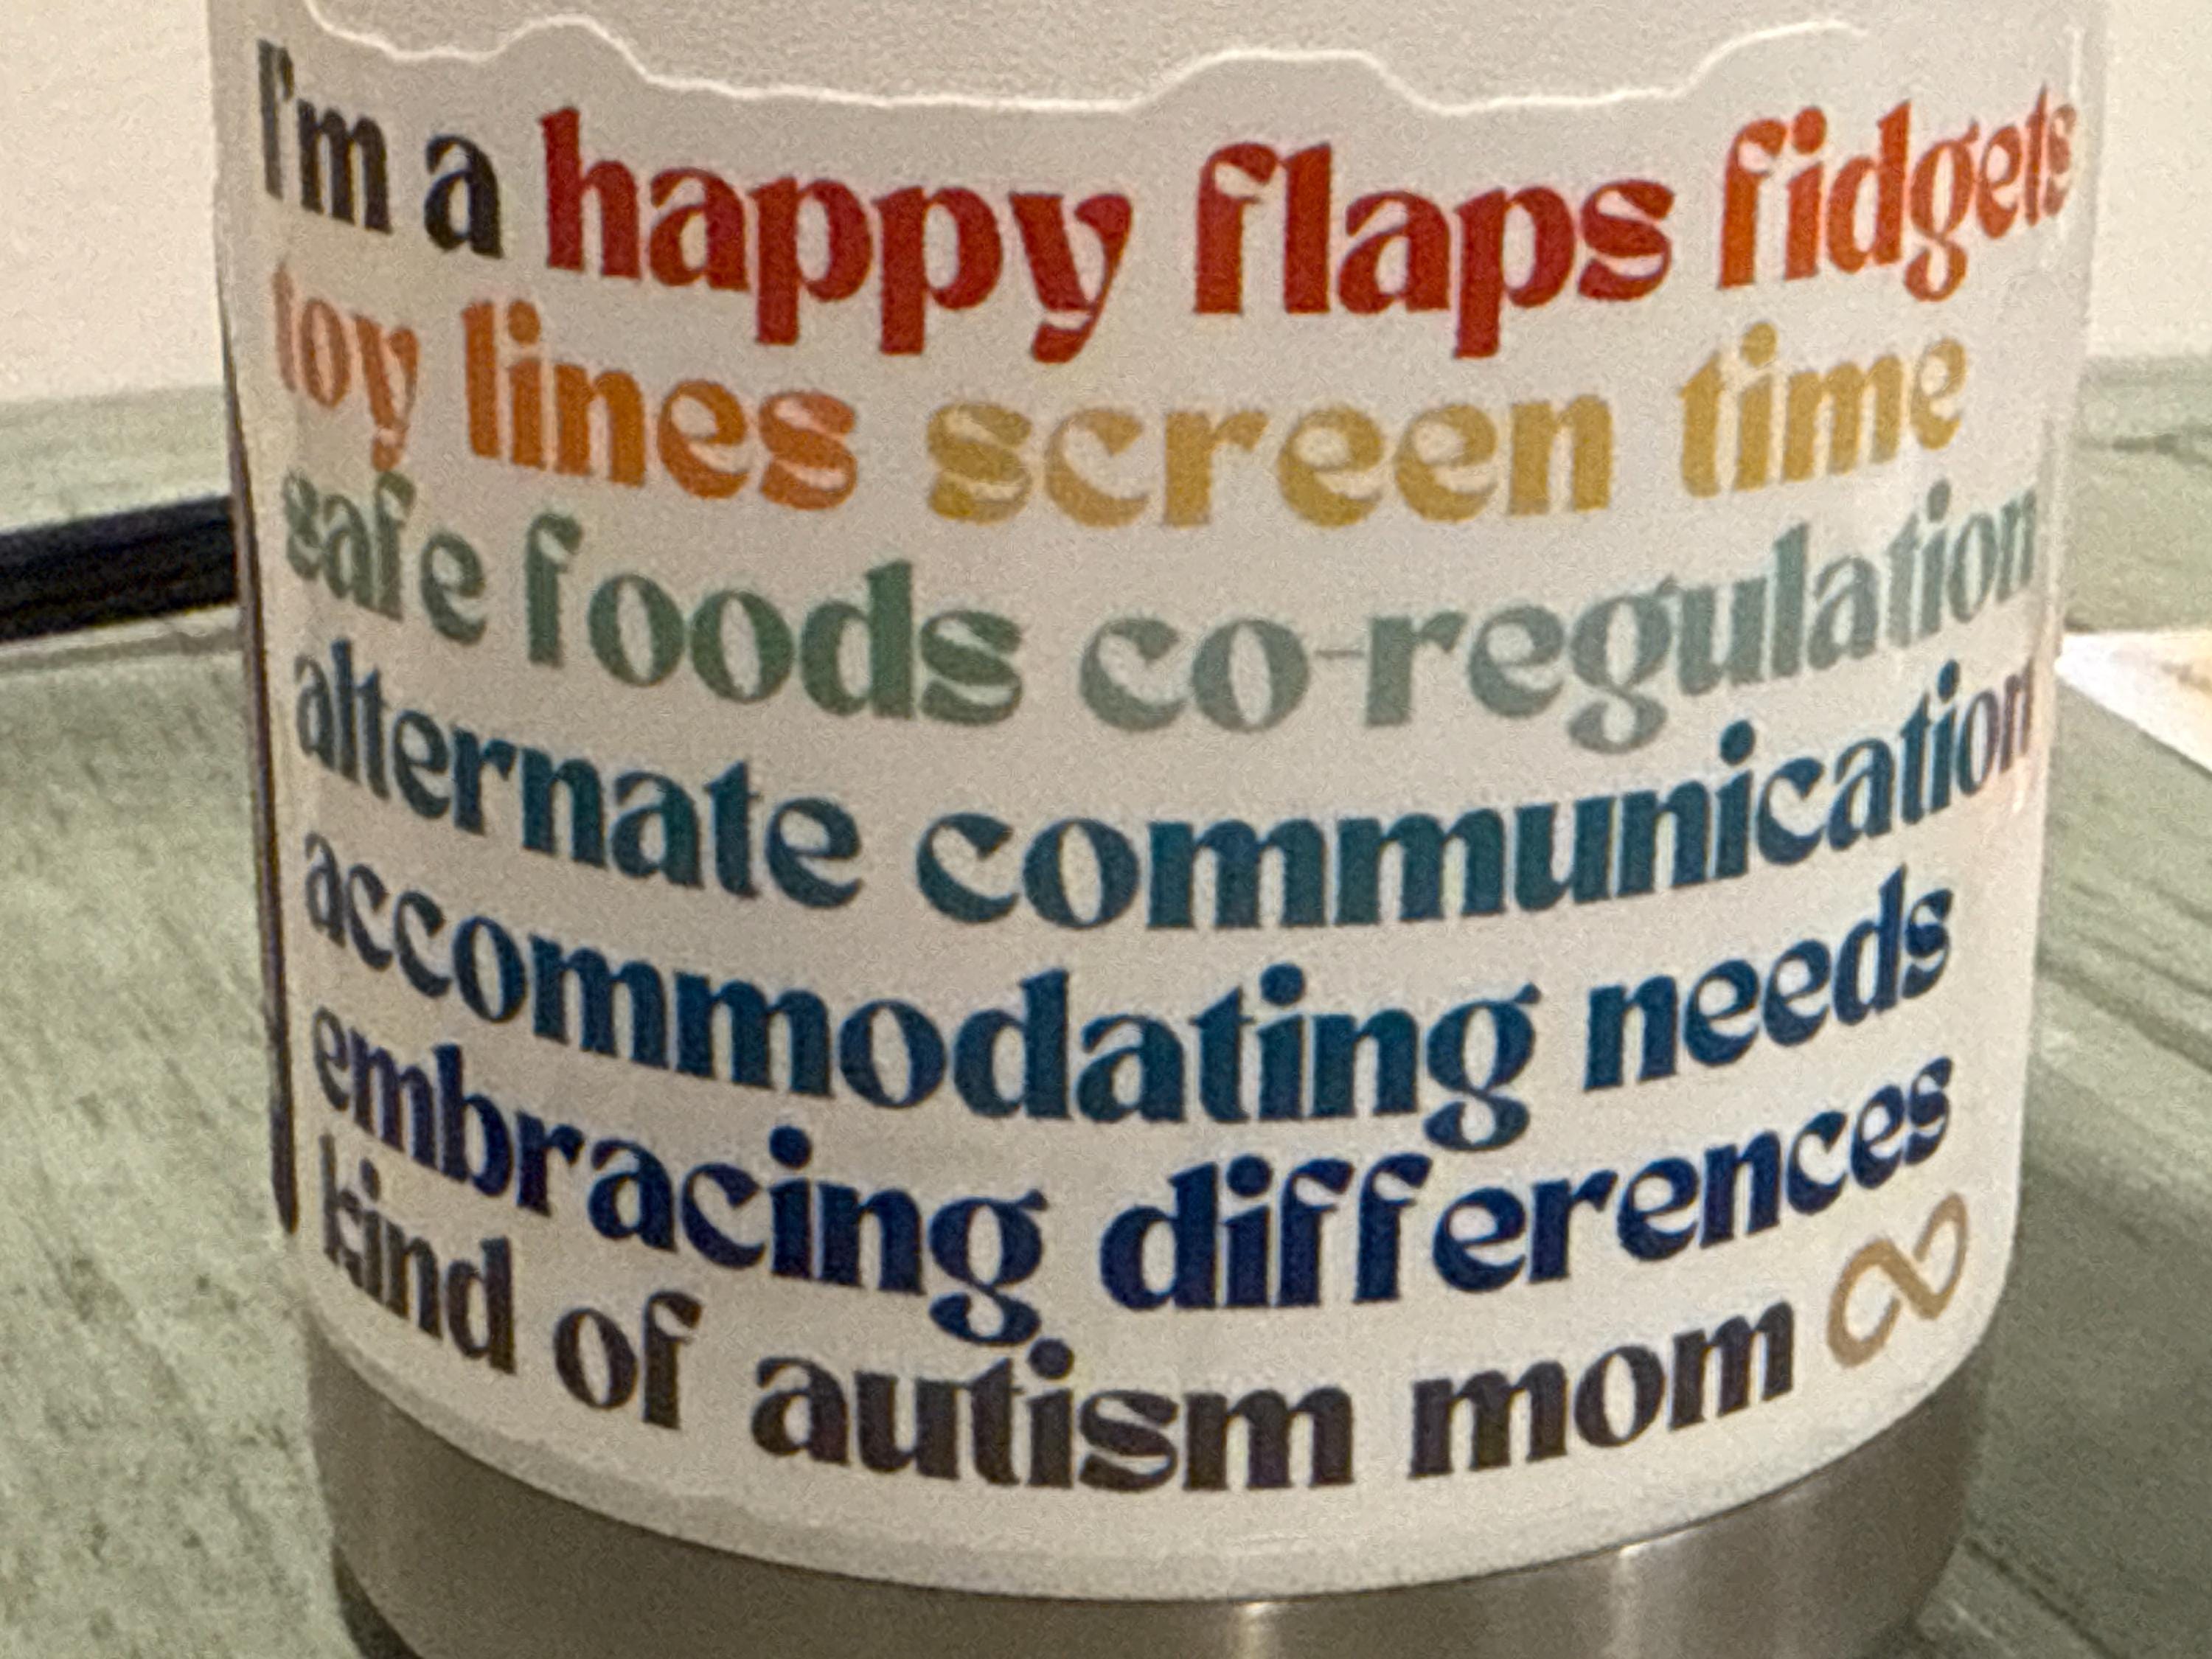 I'm a happy flaps fidgets
toy lines screen time
safe foods co-regulation
alternate communication
accommodating needs
embracing differences
kind of autism mom